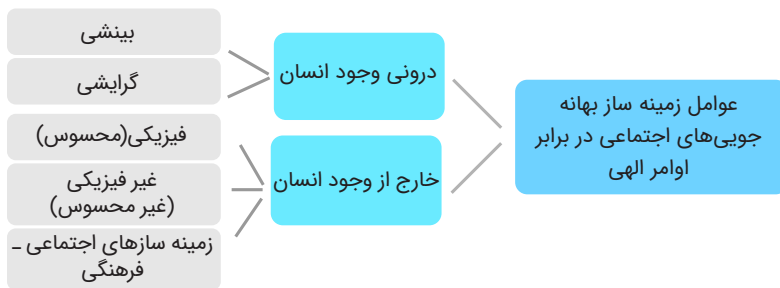 عوامل زمینه ساز بهانه
جویی‌های اجتماعی در برابر
اوامر الهی
درونی وجود انسان
بینشی
گرایشی
خارج از وجود انسان
فیزیکی(محسوس)
غیر فیزیکی
(غیر محسوس)
زمینه سازهای اجتماعی ـ
فرهنگی